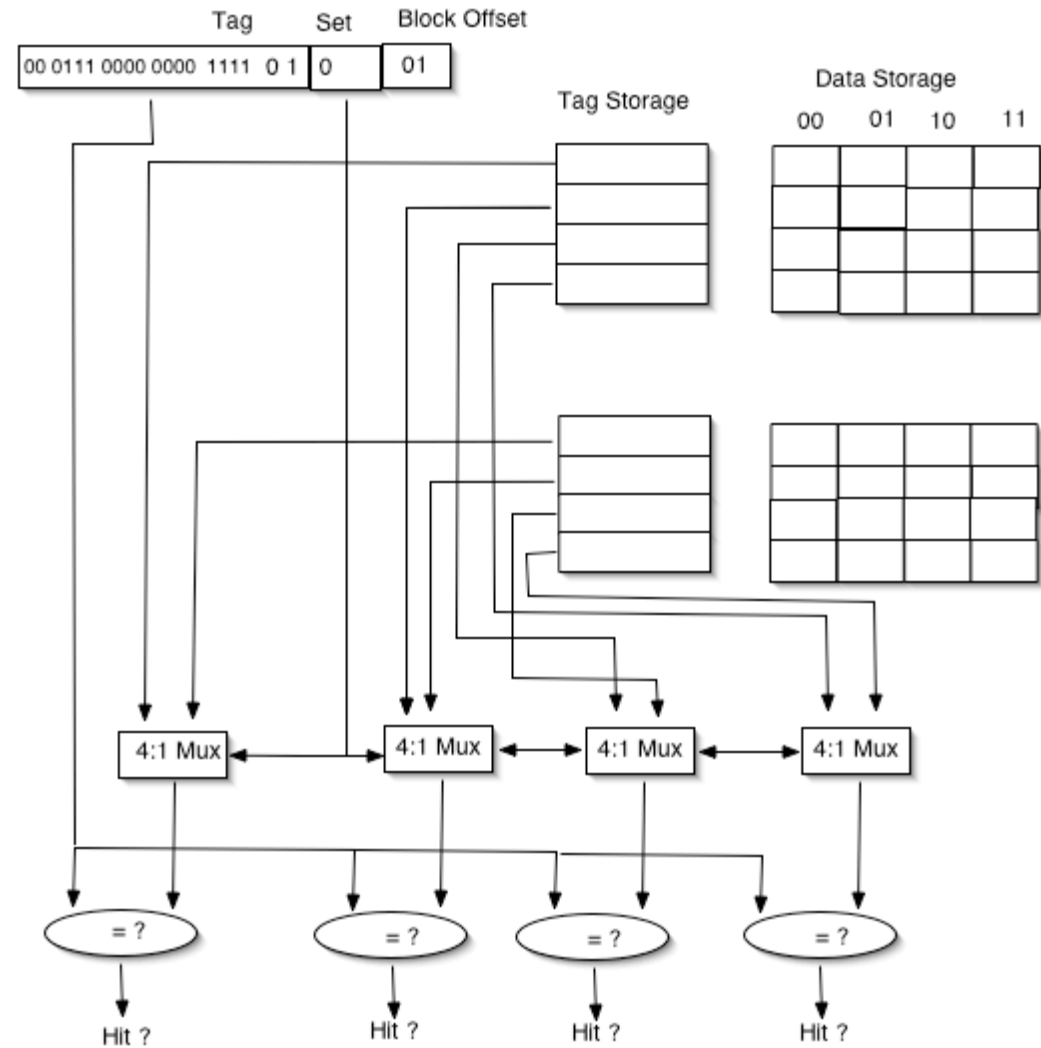 Tag Set Block Offset
00 0111 0000 0000 1111 0 1 0 01
Data Storage
Tag Storage
00 01 10 11
4:1 Mux 4:1 Mux 4:1 Mux 4:1 Mux
= ? = ? = ? = ?
Hit ? Hit ? Hit ? Hit ?